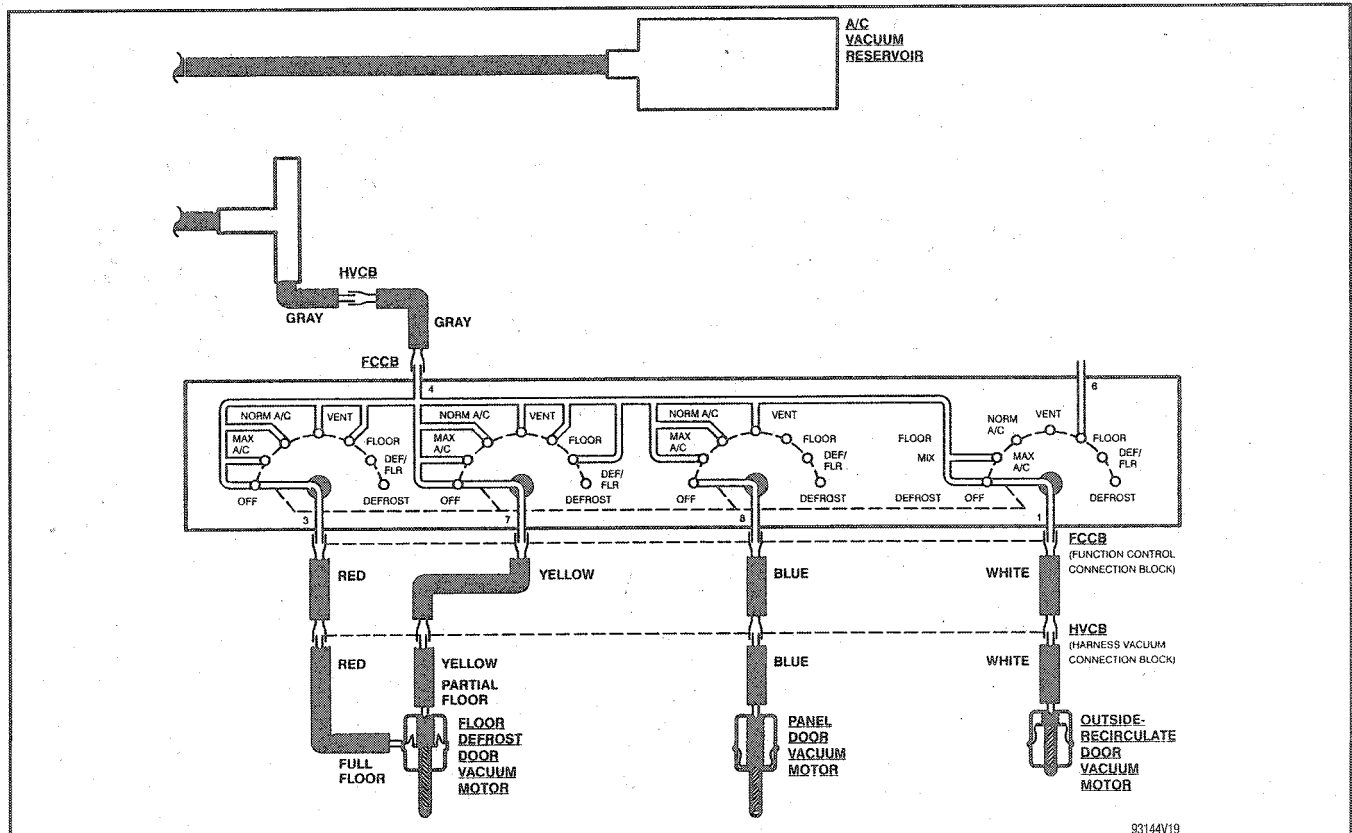 A/C
VACUUM
RESERVOIR
HVCB
GRAY
GRAY
FCCB
4
6
NORM A/C
VENT
MAX
A/C
FLOOR
DEF/
FLR
OFF
DEFROST
3
NORM A/C
VENT
MAX
A/C
FLOOR
DEF/
FLR
OFF
DEFROST
7
NORM A/C
VENT
MAX
A/C
FLOOR
DEF/
FLR
OFF
DEFROST
8
FLOOR
MIX
DEFROST
NORM
A/C
VENT
FLOOR
MAX
A/C
DEF/
FLR
OFF
DEFROST
1
FCCB
(FUNCTION CONTROL
CONNECTION BLOCK)
RED
YELLOW
BLUE
WHITE
HVCB
(HARNESS VACUUM
CONNECTION BLOCK)
RED
YELLOW
BLUE
WHITE
PARTIAL
FLOOR
FULL
FLOOR
FLOOR
DEFROST
DOOR
VACUUM
MOTOR
PANEL
DOOR
VACUUM
MOTOR
OUTSIDE-
RECIRCULATE
DOOR
VACUUM
MOTOR
93144V19